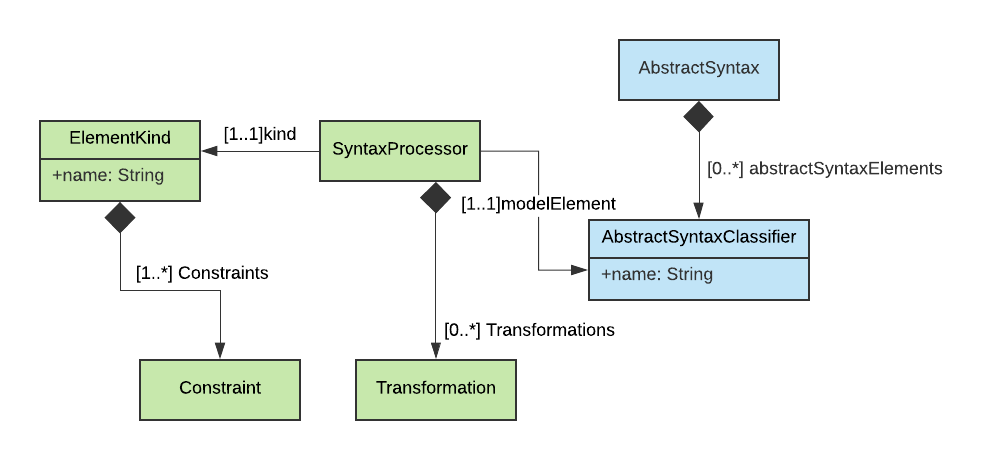 AbstractSyntax
ElementKind
[1..1]kind
SyntaxProcessor
+name: String
[0..*] abstractSyntaxElements
[1..1]modelElement
AbstractSyntaxClassifier
+name: String
[1..*] Constraints
[0..*] Transformations
Constraint
Transformation